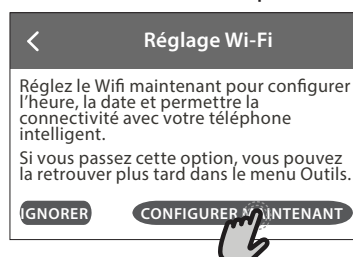 Réglage Wi-Fi
Réglez le Wifi maintenant pour configurer
l'heure, la date et permettre la
connectivité avec votre téléphone
intelligent.
Si vous passez cette option, vous pouvez
la retrouver plus tard dans le menu Outils.
IGNORER CONFIGURER MAINTENANT